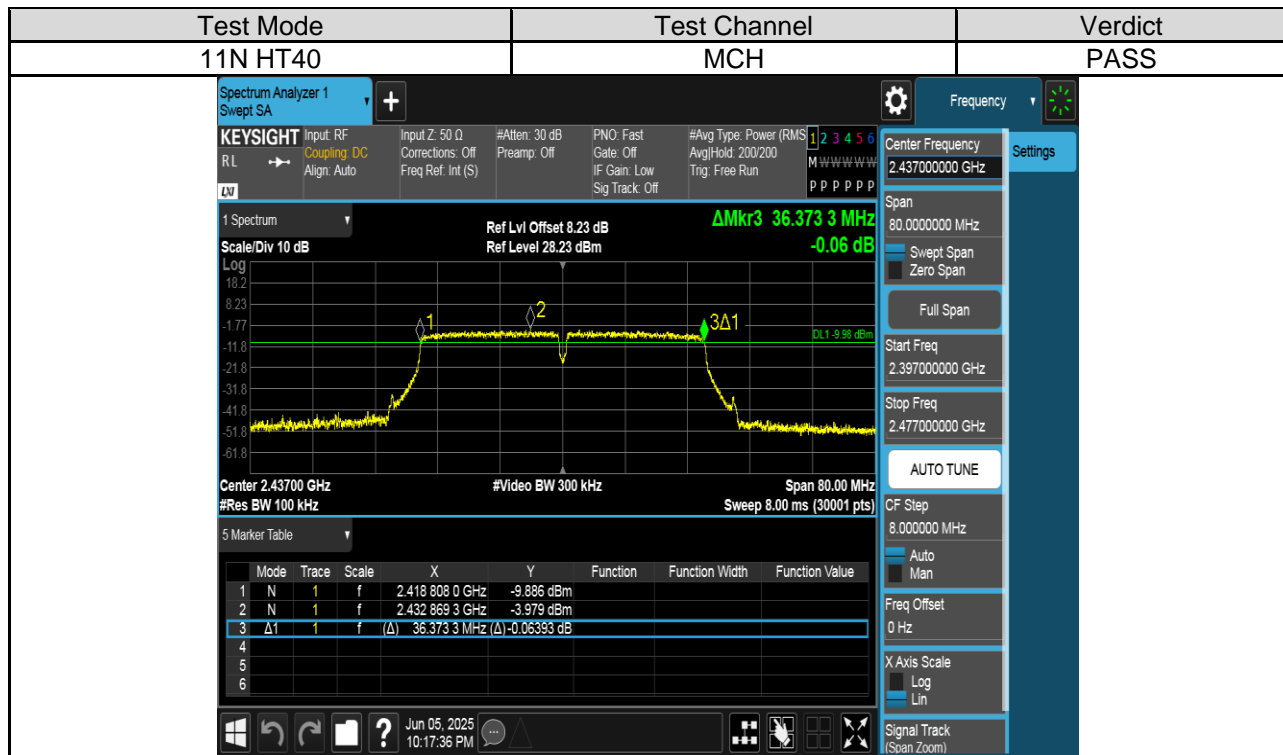 Test Mode Test Channel Verdict
11N HT40 MCH PASS
Spectrum Analyzer 1
Swept SA
+
Frequency
KEYSIGHT
RL
LXI
Input: RF
Coupling: DC
Align: Auto
Input Z: 50 Ω
Corrections: Off
Freq Ref: Int (S)
#Atten: 30 dB
Preamp: Off
PNO: Fast
Gate: Off
IF Gain: Low
Sig Track: Off
#Avg Type: Power (RMS
Avg|Hold: 200/200
Trig: Free Run
1 2 3 4 5 6
M W W W W W
P P P P P P
1 Spectrum
Scale/Div 10 dB
Ref Lvl Offset 8.23 dB
Ref Level 28.23 dBm
ΔMkr3 36.373 3 MHz
-0.06 dB
Log
18.2
8.23
-1.77
-11.8
-21.8
-31.8
-41.8
-51.8
-61.8
1
2
3Δ1
DL1 -9.98 dBm
Center 2.43700 GHz #Video BW 300 kHz Span 80.00 MHz
#Res BW 100 kHz Sweep 8.00 ms (30001 pts)
5 Marker Table
Mode Trace Scale X Y Function Function Width Function Value
1 N 1 f 2.418 808 0 GHz -9.886 dBm
2 N 1 f 2.432 869 3 GHz -3.979 dBm
3 Δ1 1 f (Δ) 36.373 3 MHz (Δ) -0.06393 dB
4
5
6
?
Jun 05, 2025
10:17:36 PM
Center Frequency
2.437000000 GHz
Settings
Span
80.0000000 MHz
Swept Span
Zero Span
Full Span
Start Freq
2.397000000 GHz
Stop Freq
2.477000000 GHz
AUTO TUNE
CF Step
8.000000 MHz
Auto
Man
Freq Offset
0 Hz
X Axis Scale
Log
Lin
Signal Track
(Span Zoom)